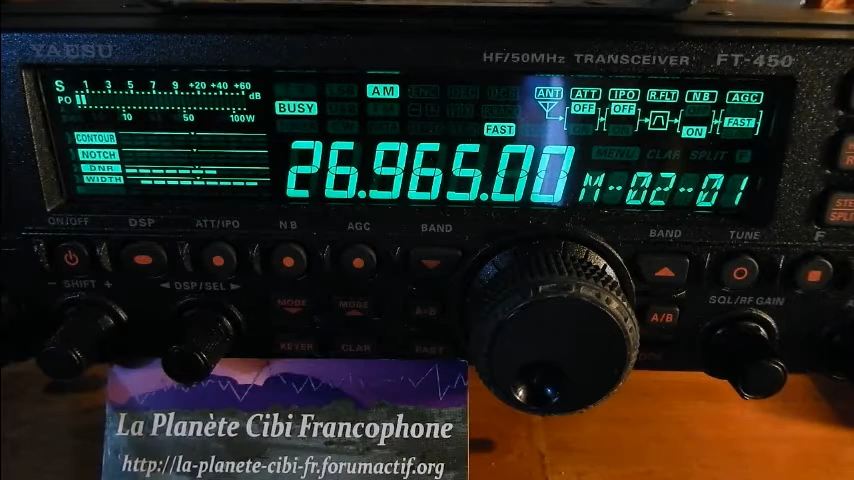 YAESU
HF/50MHz TRANSCEIVER FT-450
S 1 3 5 7 9 +20 +40 +60 dB
PO
10 50 100W
AM
BUSY
FAST
ANT ATT IPO R.FLT NB AGC
OFF OFF
ON FAST
CONTOUR
NOTCH
DNR
WIDTH
MENU CLAR SPLIT F
26.965.00 M-02-01
ON/OFF DSP ATT/IPO NB AGC BAND
BAND TUNE F
- SHIFT + ◄ DSP/SEL ► MODE MODE A=B
A/B SQL/RF GAIN
KEYER CLAR FAST
La Planète Cibi Francophone
http://la-planete-cibi-fr.forumactif.org